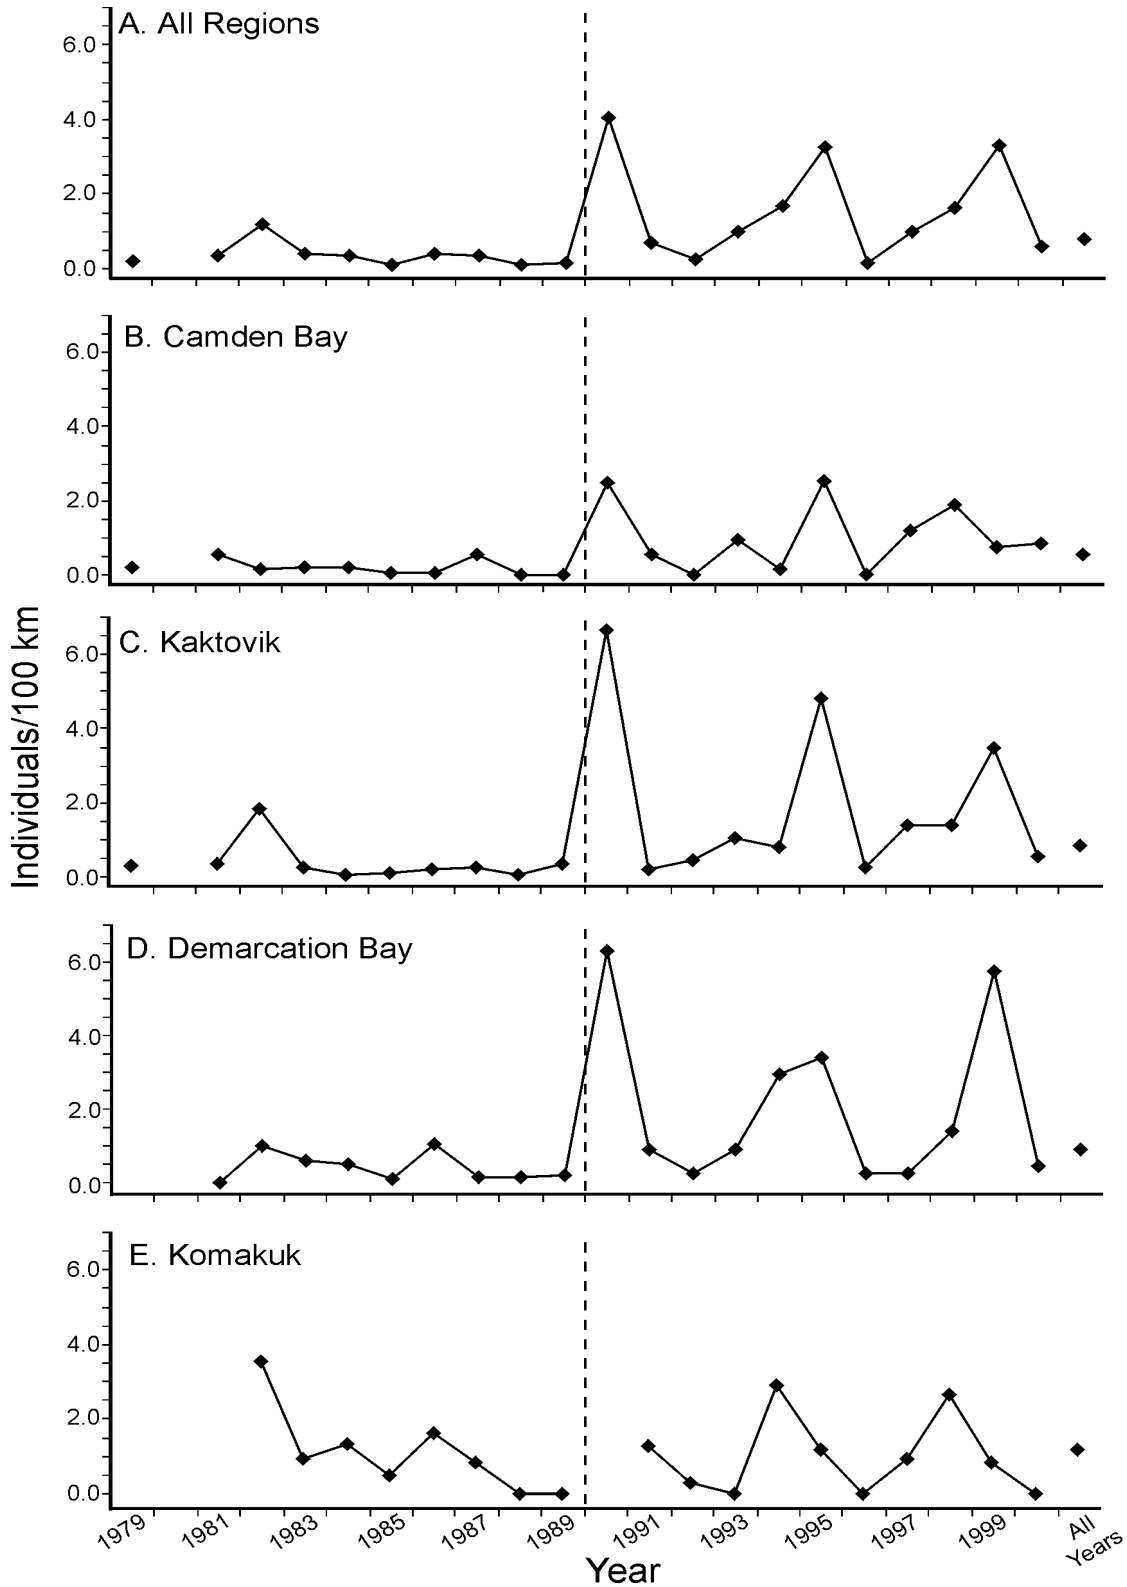 A. All Regions
6.0
4.0
2.0
0.0
B. Camden Bay
6.0
4.0
2.0
0.0
C. Kaktovik
6.0
4.0
2.0
0.0
D. Demarcation Bay
6.0
4.0
2.0
0.0
E. Komakuk
6.0
4.0
2.0
0.0
Individuals/100 km
1979 1981 1983 1985 1987 1989 1991 1993 1995 1997 1999 All
Years
Year